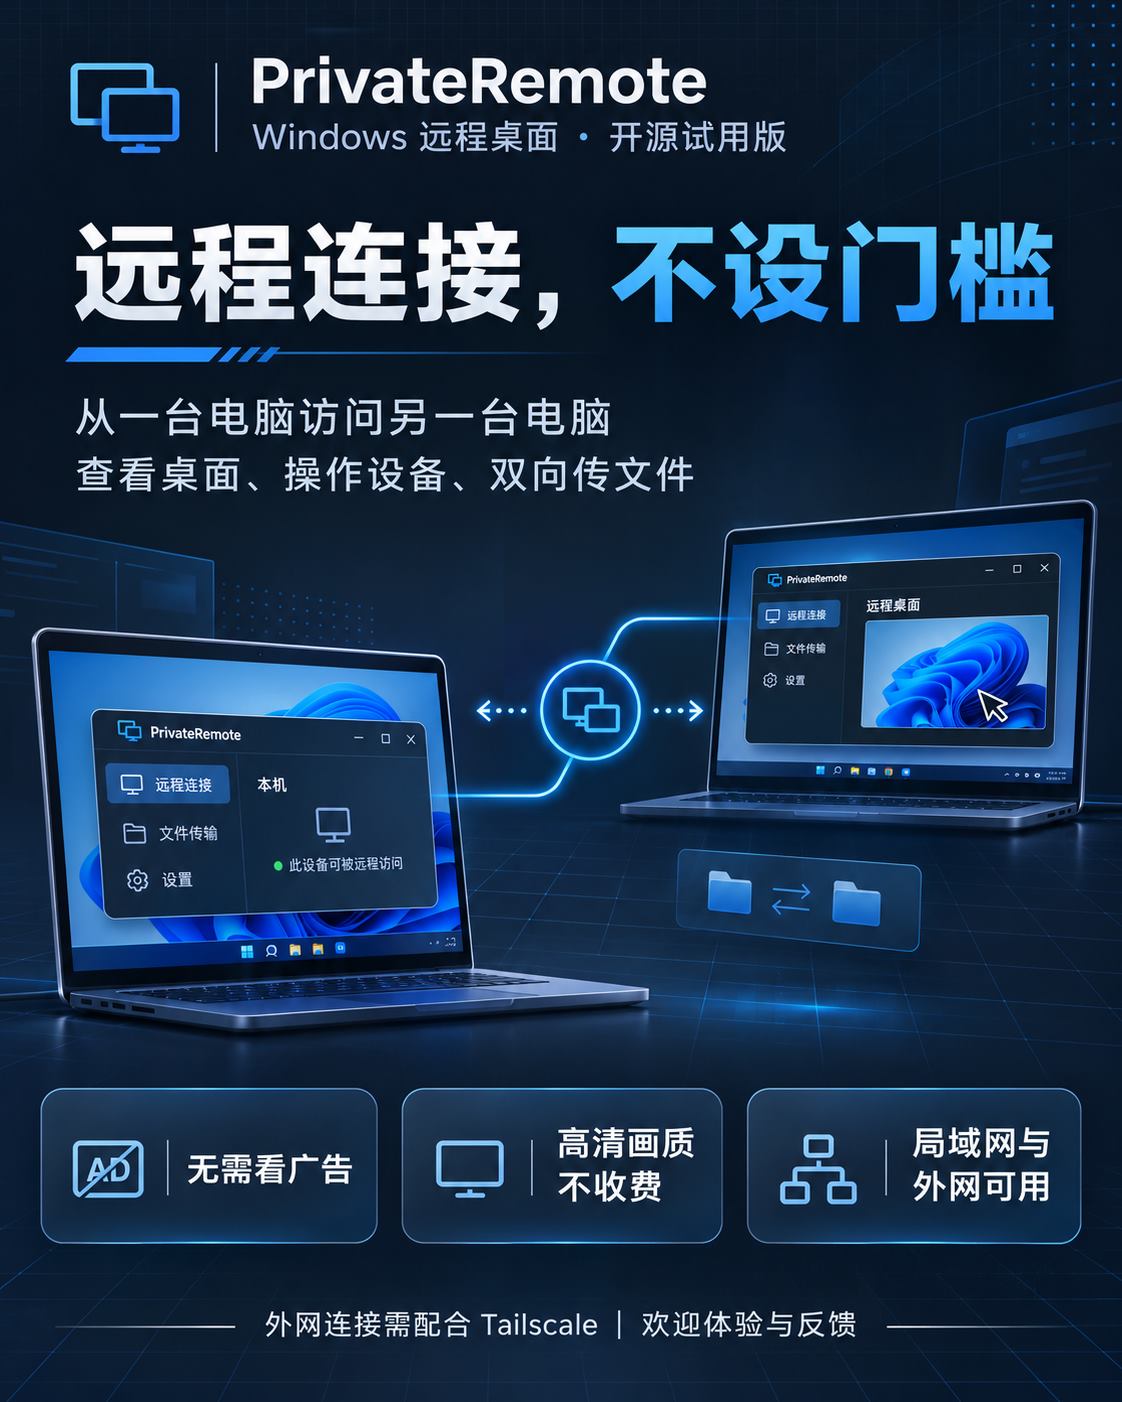 PrivateRemote
Windows 远程桌面 · 开源试用版
远程连接，不设门槛
从一台电脑访问另一台电脑
查看桌面、操作设备、双向传文件
PrivateRemote
远程连接
远程桌面
文件传输
设置
PrivateRemote
远程连接
本机
文件传输
此设备可被远程访问
设置
AD
无需看广告
高清画质
不收费
局域网与
外网可用
外网连接需配合 Tailscale | 欢迎体验与反馈